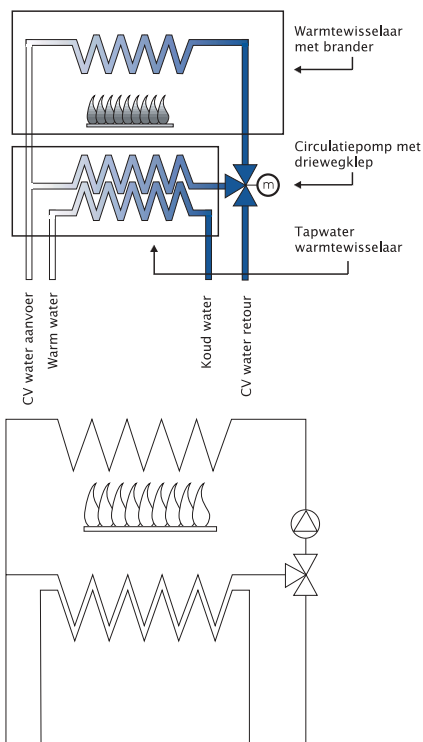 Warmtewisselaar
met brander
Circulatiepomp met
driewegklep
m
Tapwater
warmtewisselaar
CV water aanvoer
Warm water
Koud water
CV water retour